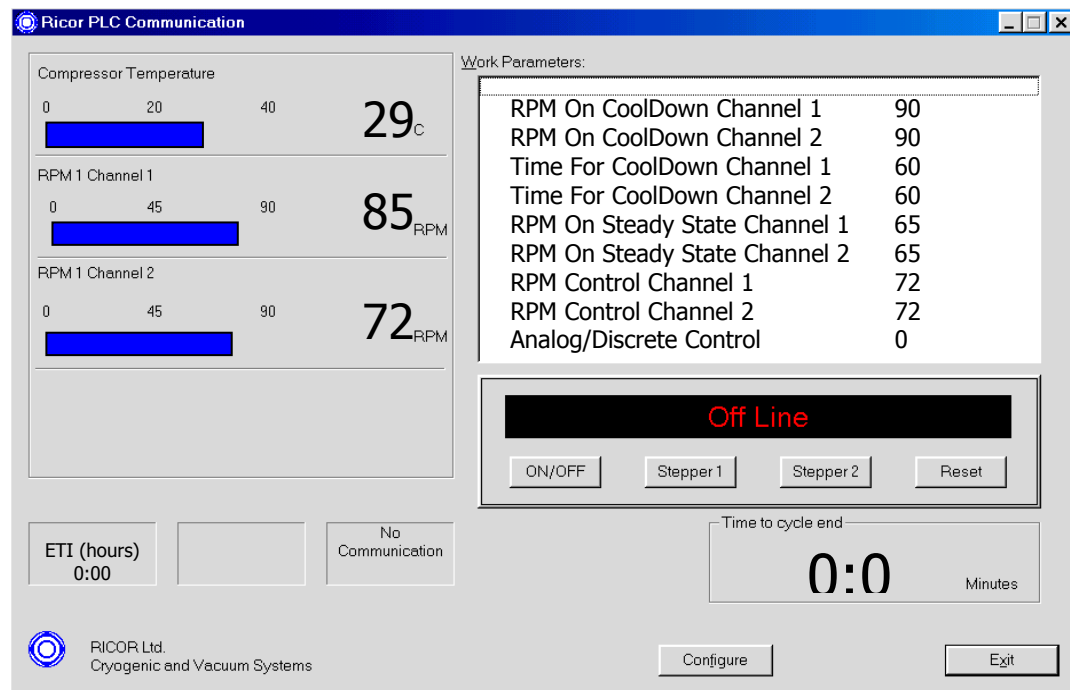 Ricor PLC Communication
Compressor Temperature
0 20 40
29C
RPM 1 Channel 1
0 45 90
85RPM
RPM 1 Channel 2
0 45 90
72RPM
Work Parameters:
RPM On CoolDown Channel 1 90
RPM On CoolDown Channel 2 90
Time For CoolDown Channel 1 60
Time For CoolDown Channel 2 60
RPM On Steady State Channel 1 65
RPM On Steady State Channel 2 65
RPM Control Channel 1 72
RPM Control Channel 2 72
Analog/Discrete Control 0
Off Line
ON/OFF Stepper 1 Stepper 2 Reset
ETI (hours)
0:00
No
Communication
Time to cycle end
0:0 Minutes
RICOR Ltd.
Cryogenic and Vacuum Systems
Configure Exit